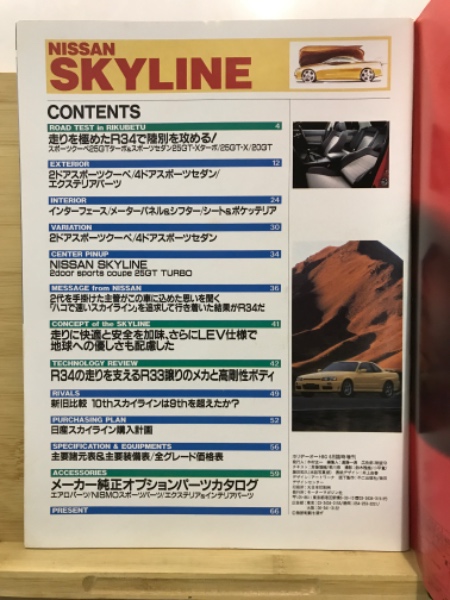 NISSAN
SKYLINE
CONTENTS
ROAD TEST in RIKUBETU 4
走りを極めたR34で陸別を攻める!
スポーツクーペ25GTターボ&スポーツセダン25GT-Xターボ/25GT-X/20GT
EXTERIOR 12
2ドアスポーツクーペ/4ドアスポーツセダン/
エクステリアパーツ
INTERIOR 24
インターフェース/メーターパネル&シフター/シート&ポケッテリア
VARIATION 30
2ドアスポーツクーペ/4ドアスポーツセダン
CENTER PINUP 34
NISSAN SKYLINE
2door sports coupe 25GT TURBO
MESSAGE from NISSAN 36
2代を手掛けた主管がこの車に込めた思いを聞く
「ハコで速いスカイライン」を追求して行き着いた結果がR34だ
CONCEPT of the SKYLINE 41
走りに快適と安全を加味、さらにLEV仕様で
地球への優しさも配慮した
TECHNOLOGY REVIEW 42
R34の走りを支えるR33譲りのメカと高剛性ボディ
RIVALS 49
新旧比較 10thスカイラインは9thを超えたか?
PURCHASING PLAN 52
日産スカイライン購入計画
SPECIFICATION & EQUIPMENTS 56
主要諸元表&主要装備表/全グレード価格表
ACCESSORIES 59
メーカー純正オプションパーツカタログ
エアロパーツ/NISMOスポーツパーツ/エクステリア&インテリアパーツ
PRESENT 66